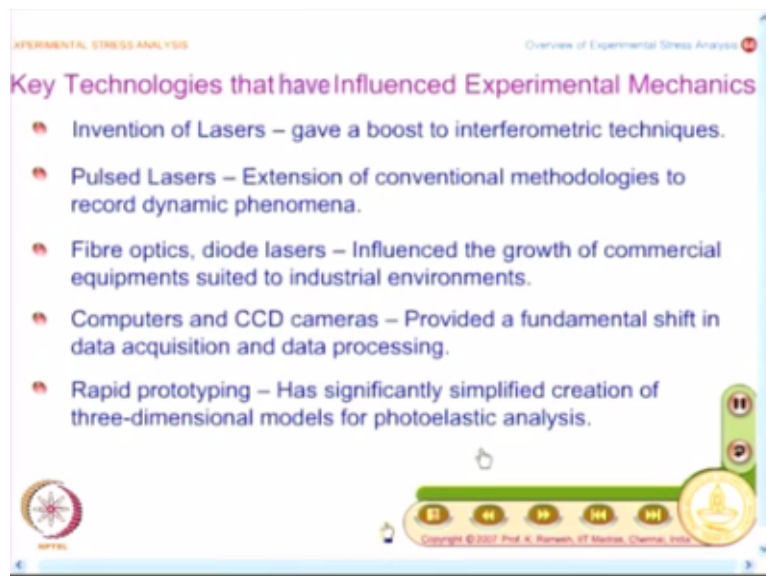 XPERIMENTAL STRESS ANALYSIS
Overview of Experimental Stress Analysis
Key Technologies that have Influenced Experimental Mechanics
Invention of Lasers – gave a boost to interferometric techniques.
Pulsed Lasers – Extension of conventional methodologies to
record dynamic phenomena.
Fibre optics, diode lasers – Influenced the growth of commercial
equipments suited to industrial environments.
Computers and CCD cameras – Provided a fundamental shift in
data acquisition and data processing.
Rapid prototyping – Has significantly simplified creation of
three-dimensional models for photoelastic analysis.
NPTEL
Copyright © 2007 Prof. K. Ramesh, IIT Madras, Chennai, India